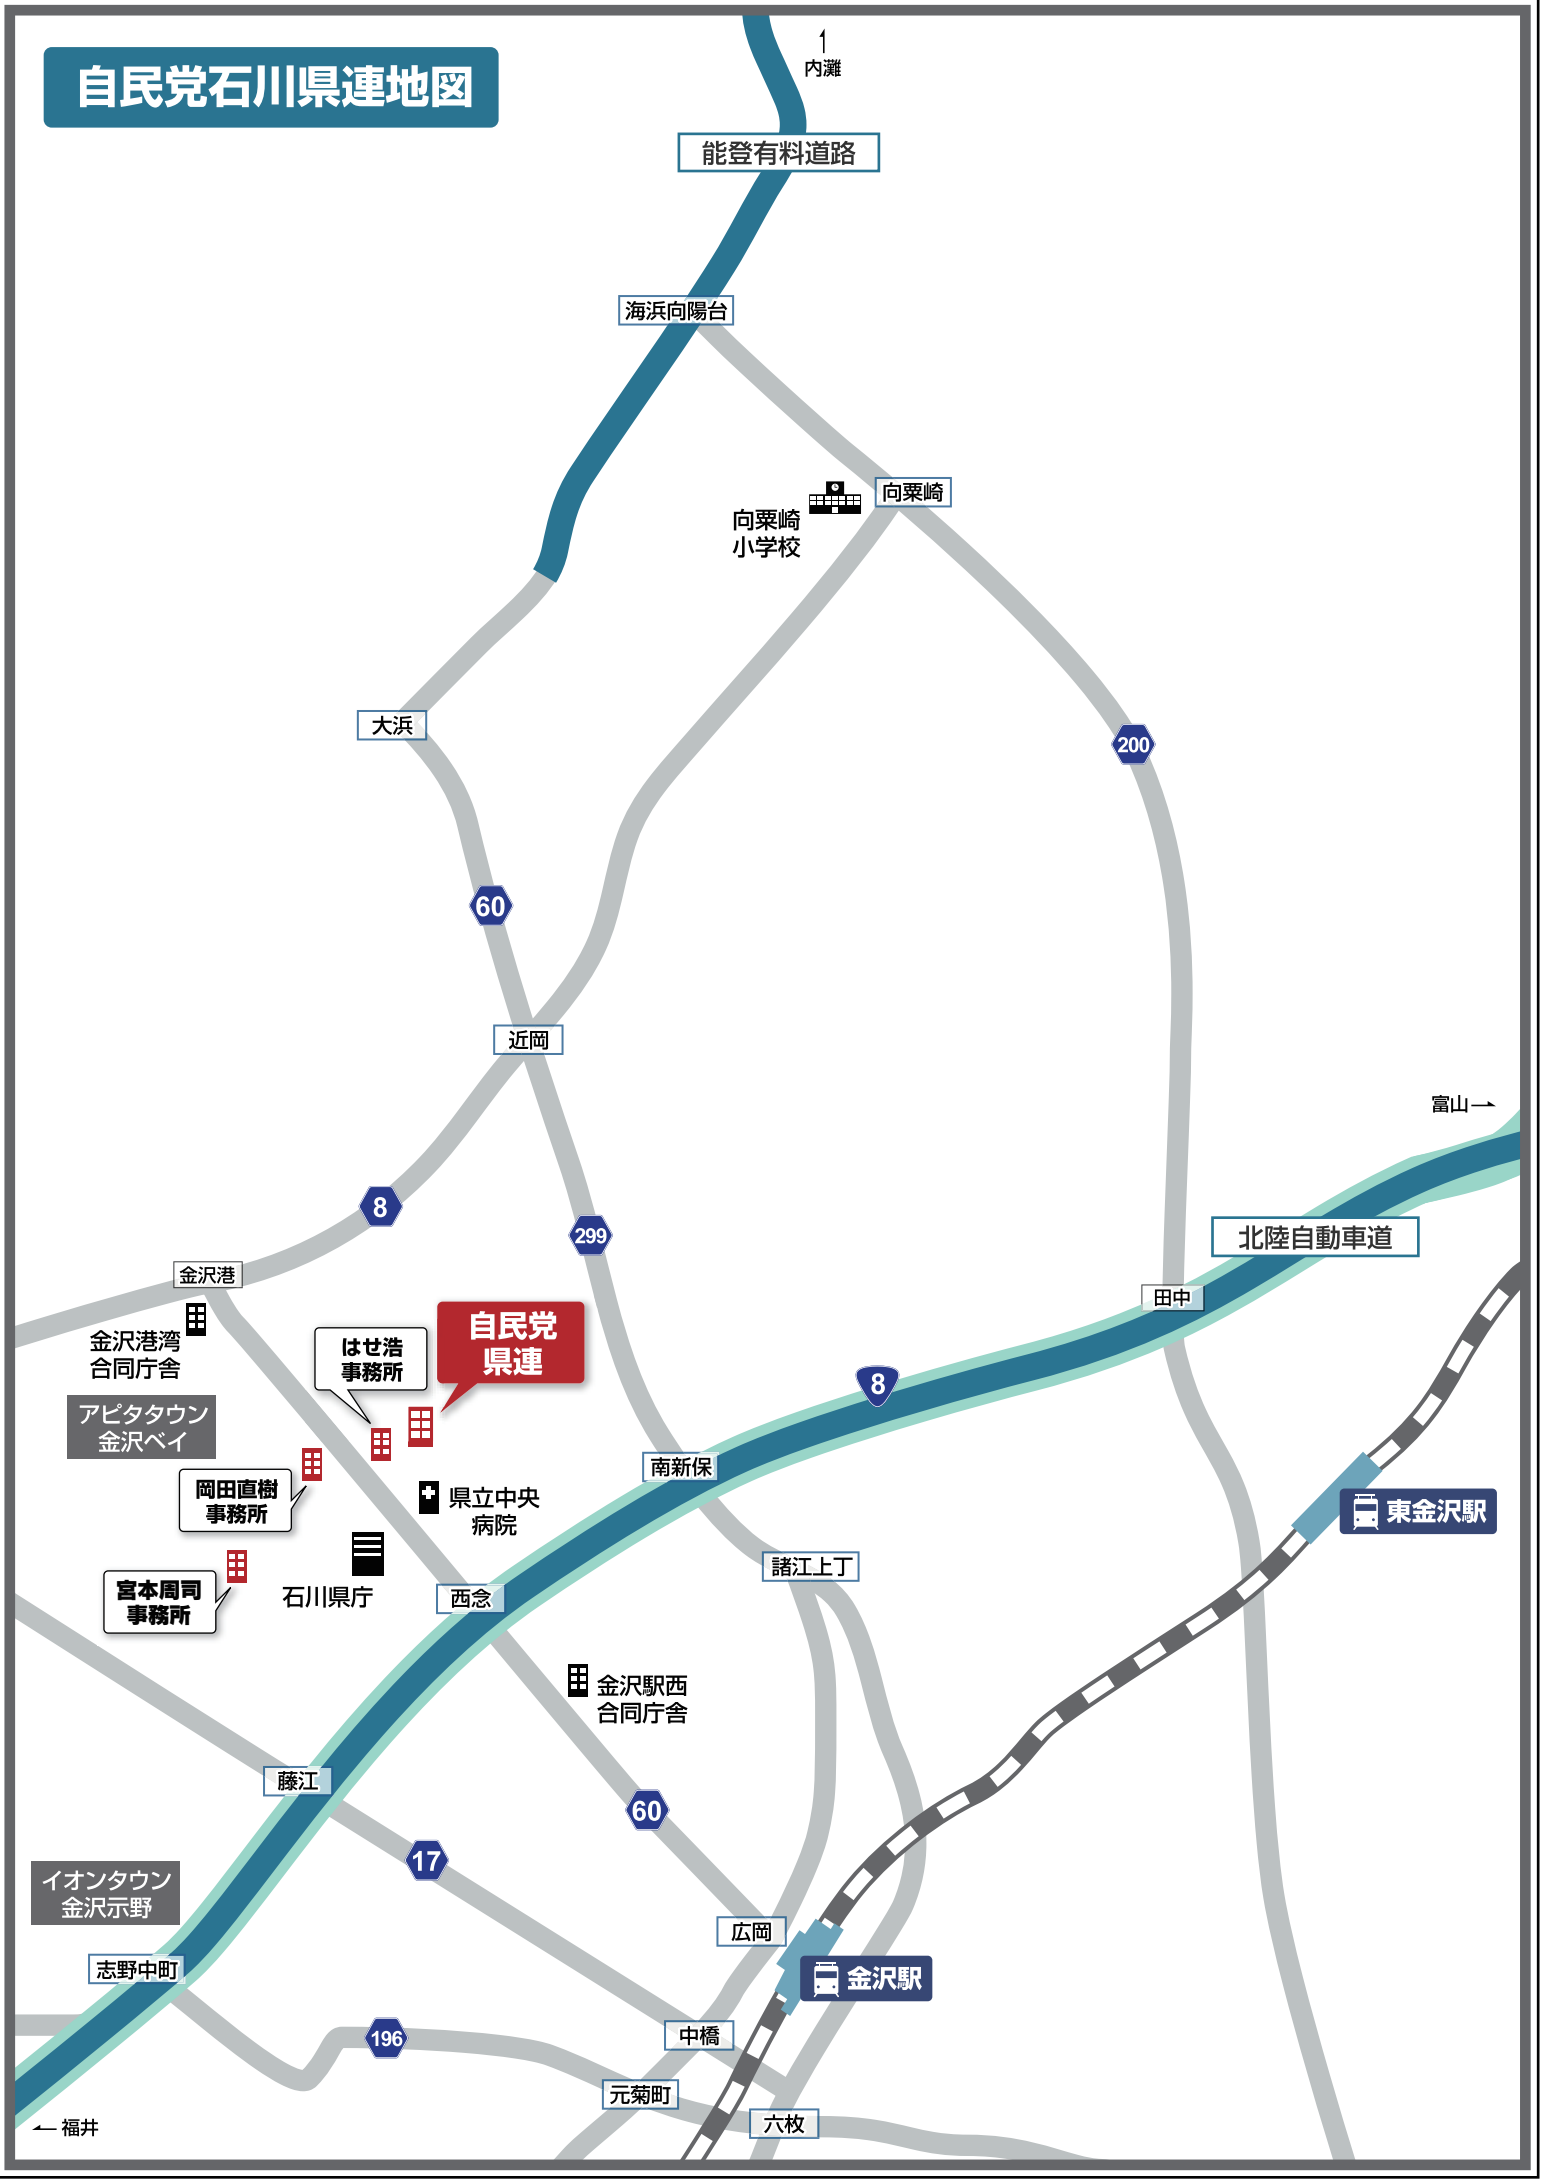 自民党石川県連地図
内灘
能登有料道路
海浜向陽台
向粟崎
向粟崎
小学校
大浜
200
60
近岡
富山
8
299
北陸自動車道
金沢港
田中
金沢港湾
合同庁舎
はせ浩
事務所
自民党
県連
8
アピタタウン
金沢ベイ
南新保
岡田直樹
事務所
県立中央
病院
東金沢駅
宮本周司
事務所
石川県庁
西念
諸江上丁
金沢駅西
合同庁舎
藤江
60
17
イオンタウン
金沢示野
広岡
志野中町
金沢駅
196
中橋
元菊町
六枚
福井